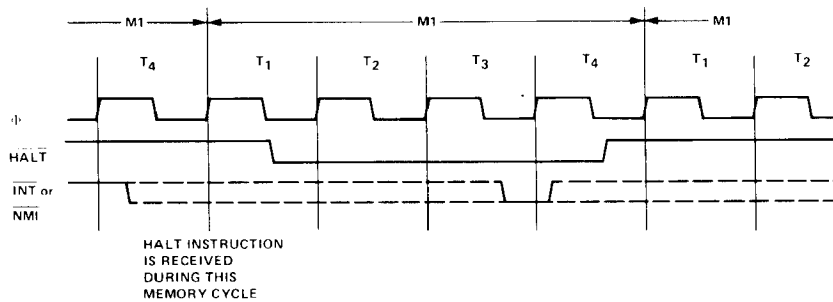 M1 M1 M1
T4 T1 T2 T3 T4 T1 T2
Φ
HALT
INT or
NMI
HALT INSTRUCTION
IS RECEIVED
DURING THIS
MEMORY CYCLE